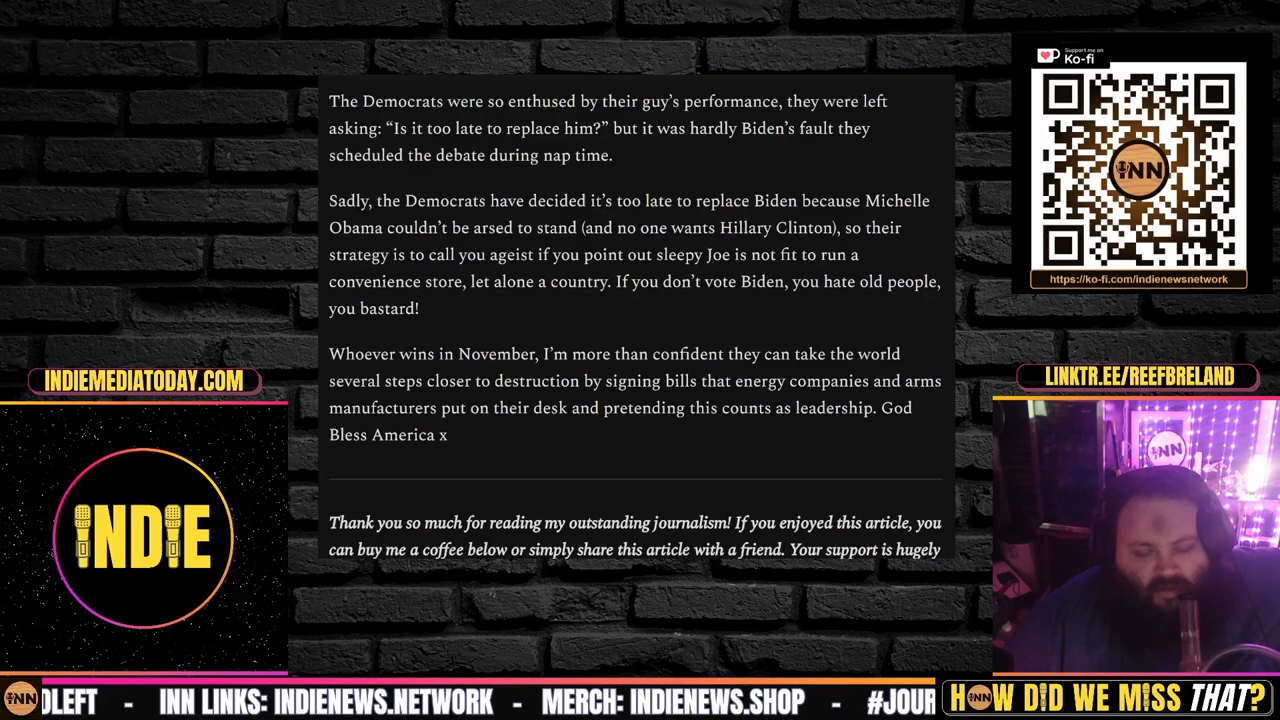 The Democrats were so enthused by their guy’s performance, they were left
asking: “Is it too late to replace him?” but it was hardly Biden’s fault they
scheduled the debate during nap time.
Sadly, the Democrats have decided it’s too late to replace Biden because Michelle
Obama couldn’t be arsed to stand (and no one wants Hillary Clinton), so their
strategy is to call you ageist if you point out sleepy Joe is not fit to run a
convenience store, let alone a country. If you don’t vote Biden, you hate old people,
you bastard!
Whoever wins in November, I’m more than confident they can take the world
several steps closer to destruction by signing bills that energy companies and arms
manufacturers put on their desk and pretending this counts as leadership. God
Bless America x
Thank you so much for reading my outstanding journalism! If you enjoyed this article, you
can buy me a coffee below or simply share this article with a friend. Your support is hugely
Support me on
Ko-fi
INN
https://ko-fi.com/indienewsnetwork
INDIEMEDIATODAY.COM
LINKTR.EE/REEFBRELAND
INDIE
INN
INN
DLEFT - INN LINKS: INDIENEWS.NETWORK - MERCH: INDIENEWS.SHOP - #JOUR
HOW DID WE MISS THAT?